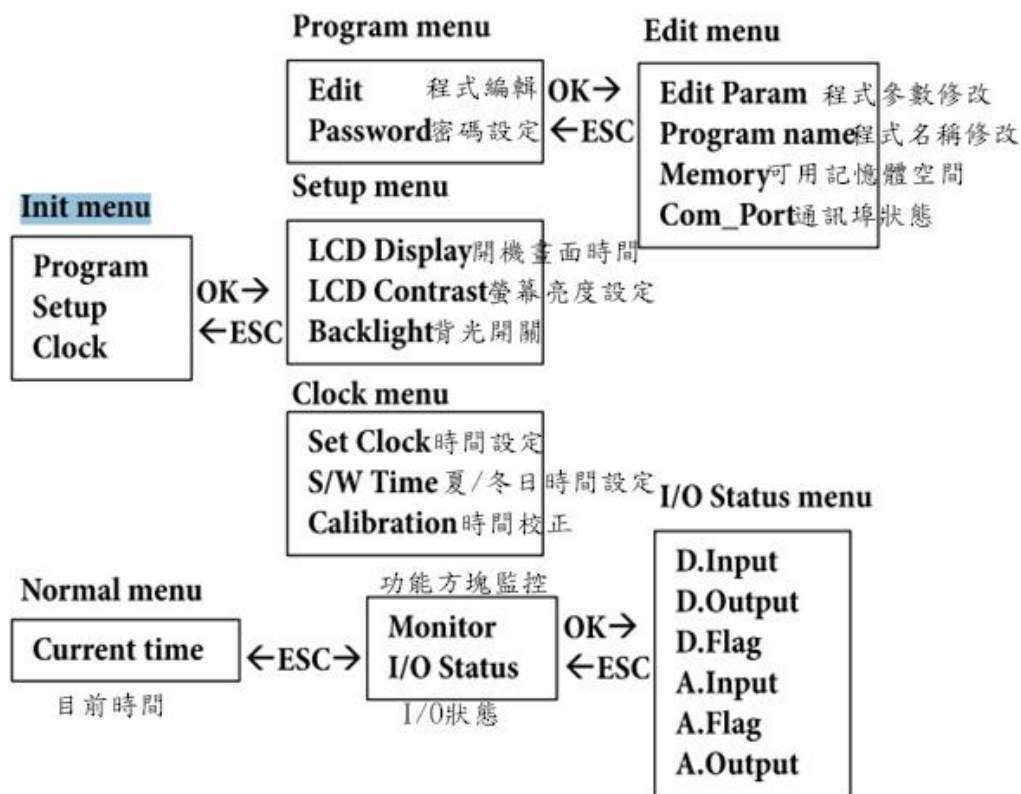 Program menu
Edit 程式編輯
Password密碼設定
OK→
←ESC
Edit menu
Edit Param 程式參數修改
Program name程式名稱修改
Memory可用記憶體空間
Com_Port通訊埠狀態
Init menu
Program
Setup
Clock
OK→
←ESC
Setup menu
LCD Display開機畫面時間
LCD Contrast螢幕亮度設定
Backlight背光開關
Clock menu
Set Clock時間設定
S/W Time 夏/冬日時間設定
Calibration時間校正
Normal menu
Current time
目前時間
←ESC→
功能方塊監控
Monitor
I/O Status
I/O狀態
OK→
←ESC
I/O Status menu
D.Input
D.Output
D.Flag
A.Input
A.Flag
A.Output